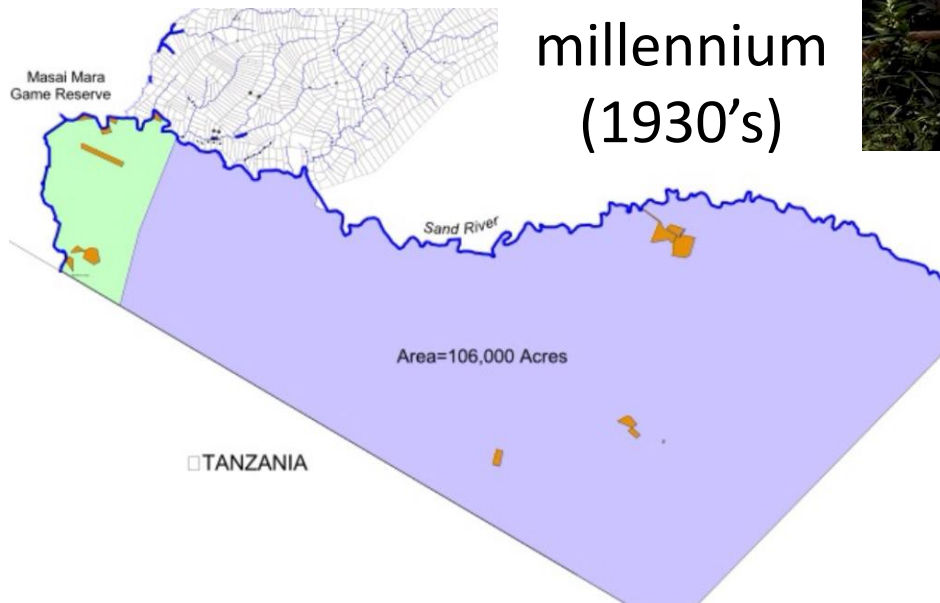 millennium
(1930’s)
Masai Mara
Game Reserve
Sand River
Area=106,000 Acres
TANZANIA